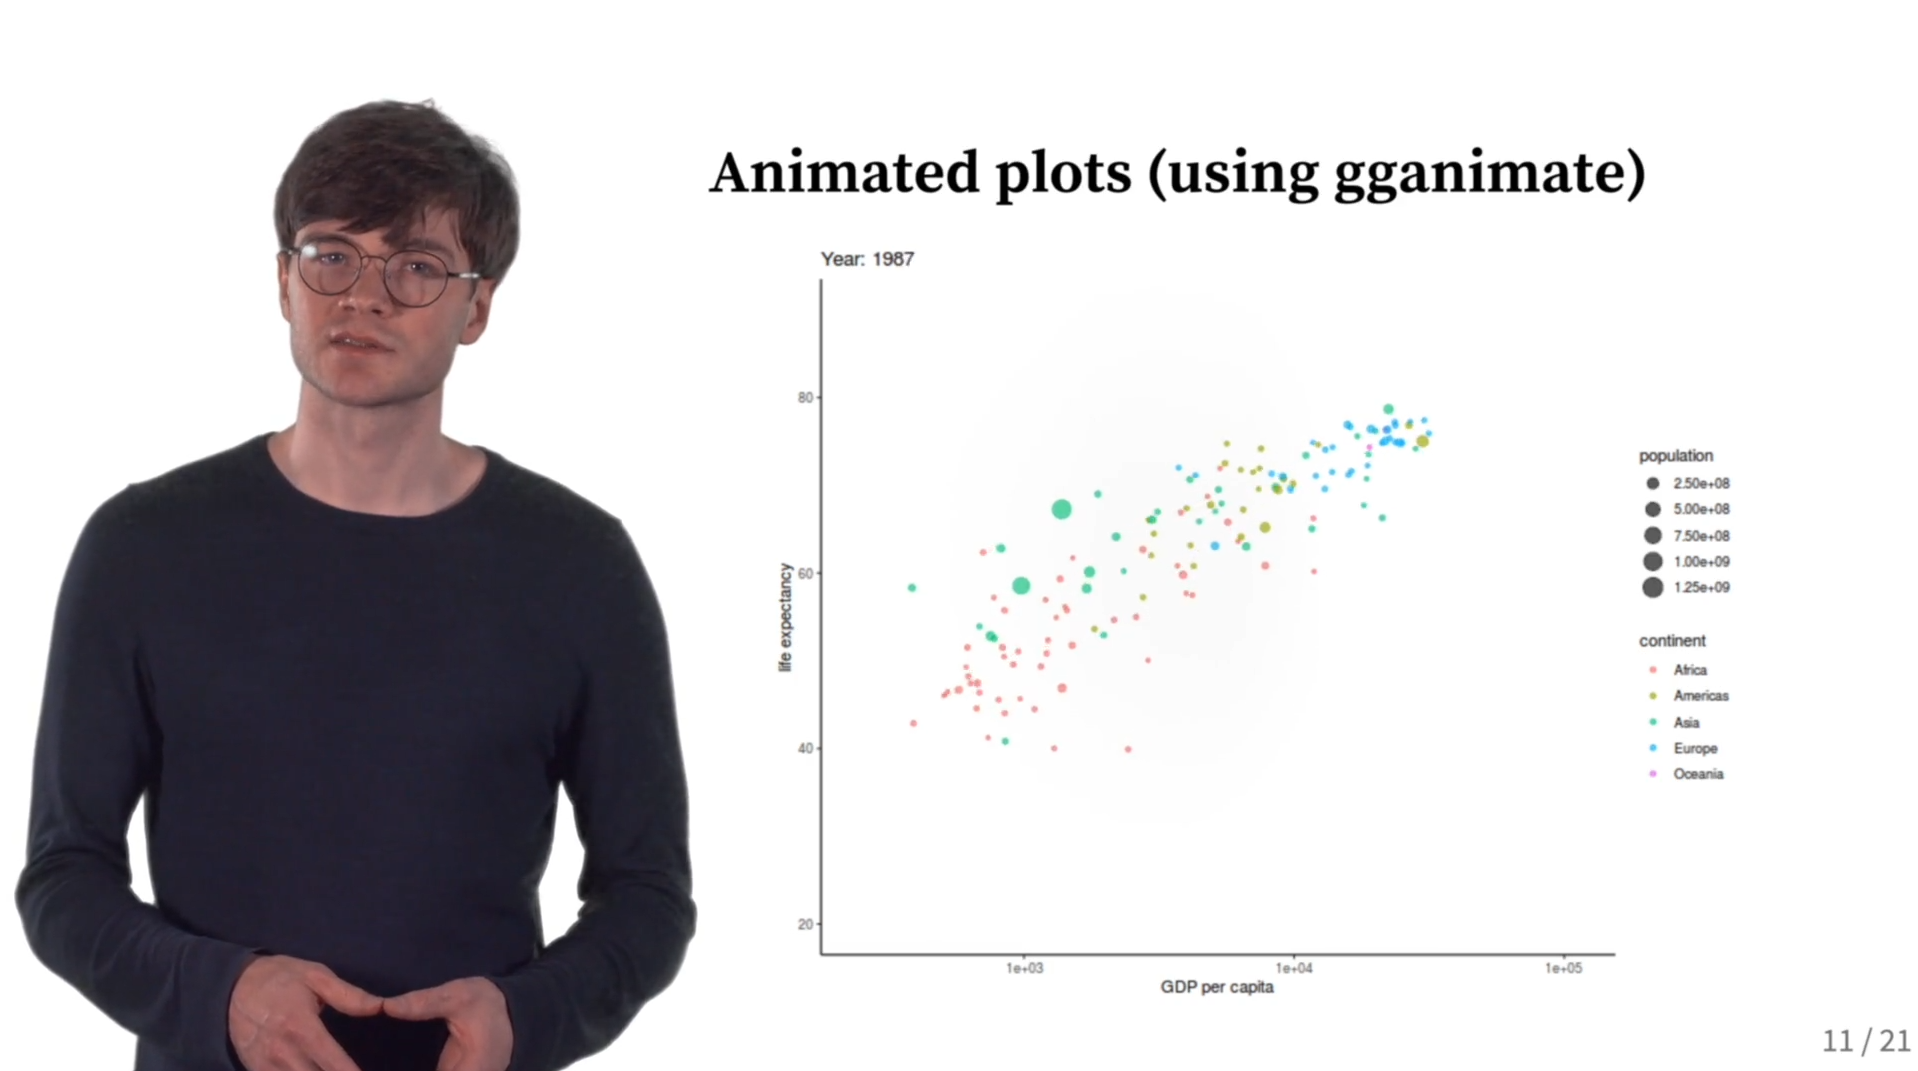 Animated plots (using gganimate)
Year: 1987
80
60
40
20
life expectancy
1e+03
1e+04
1e+05
GDP per capita
population
2.50e+08
5.00e+08
7.50e+08
1.00e+09
1.25e+09
continent
Africa
Americas
Asia
Europe
Oceania
11 / 21